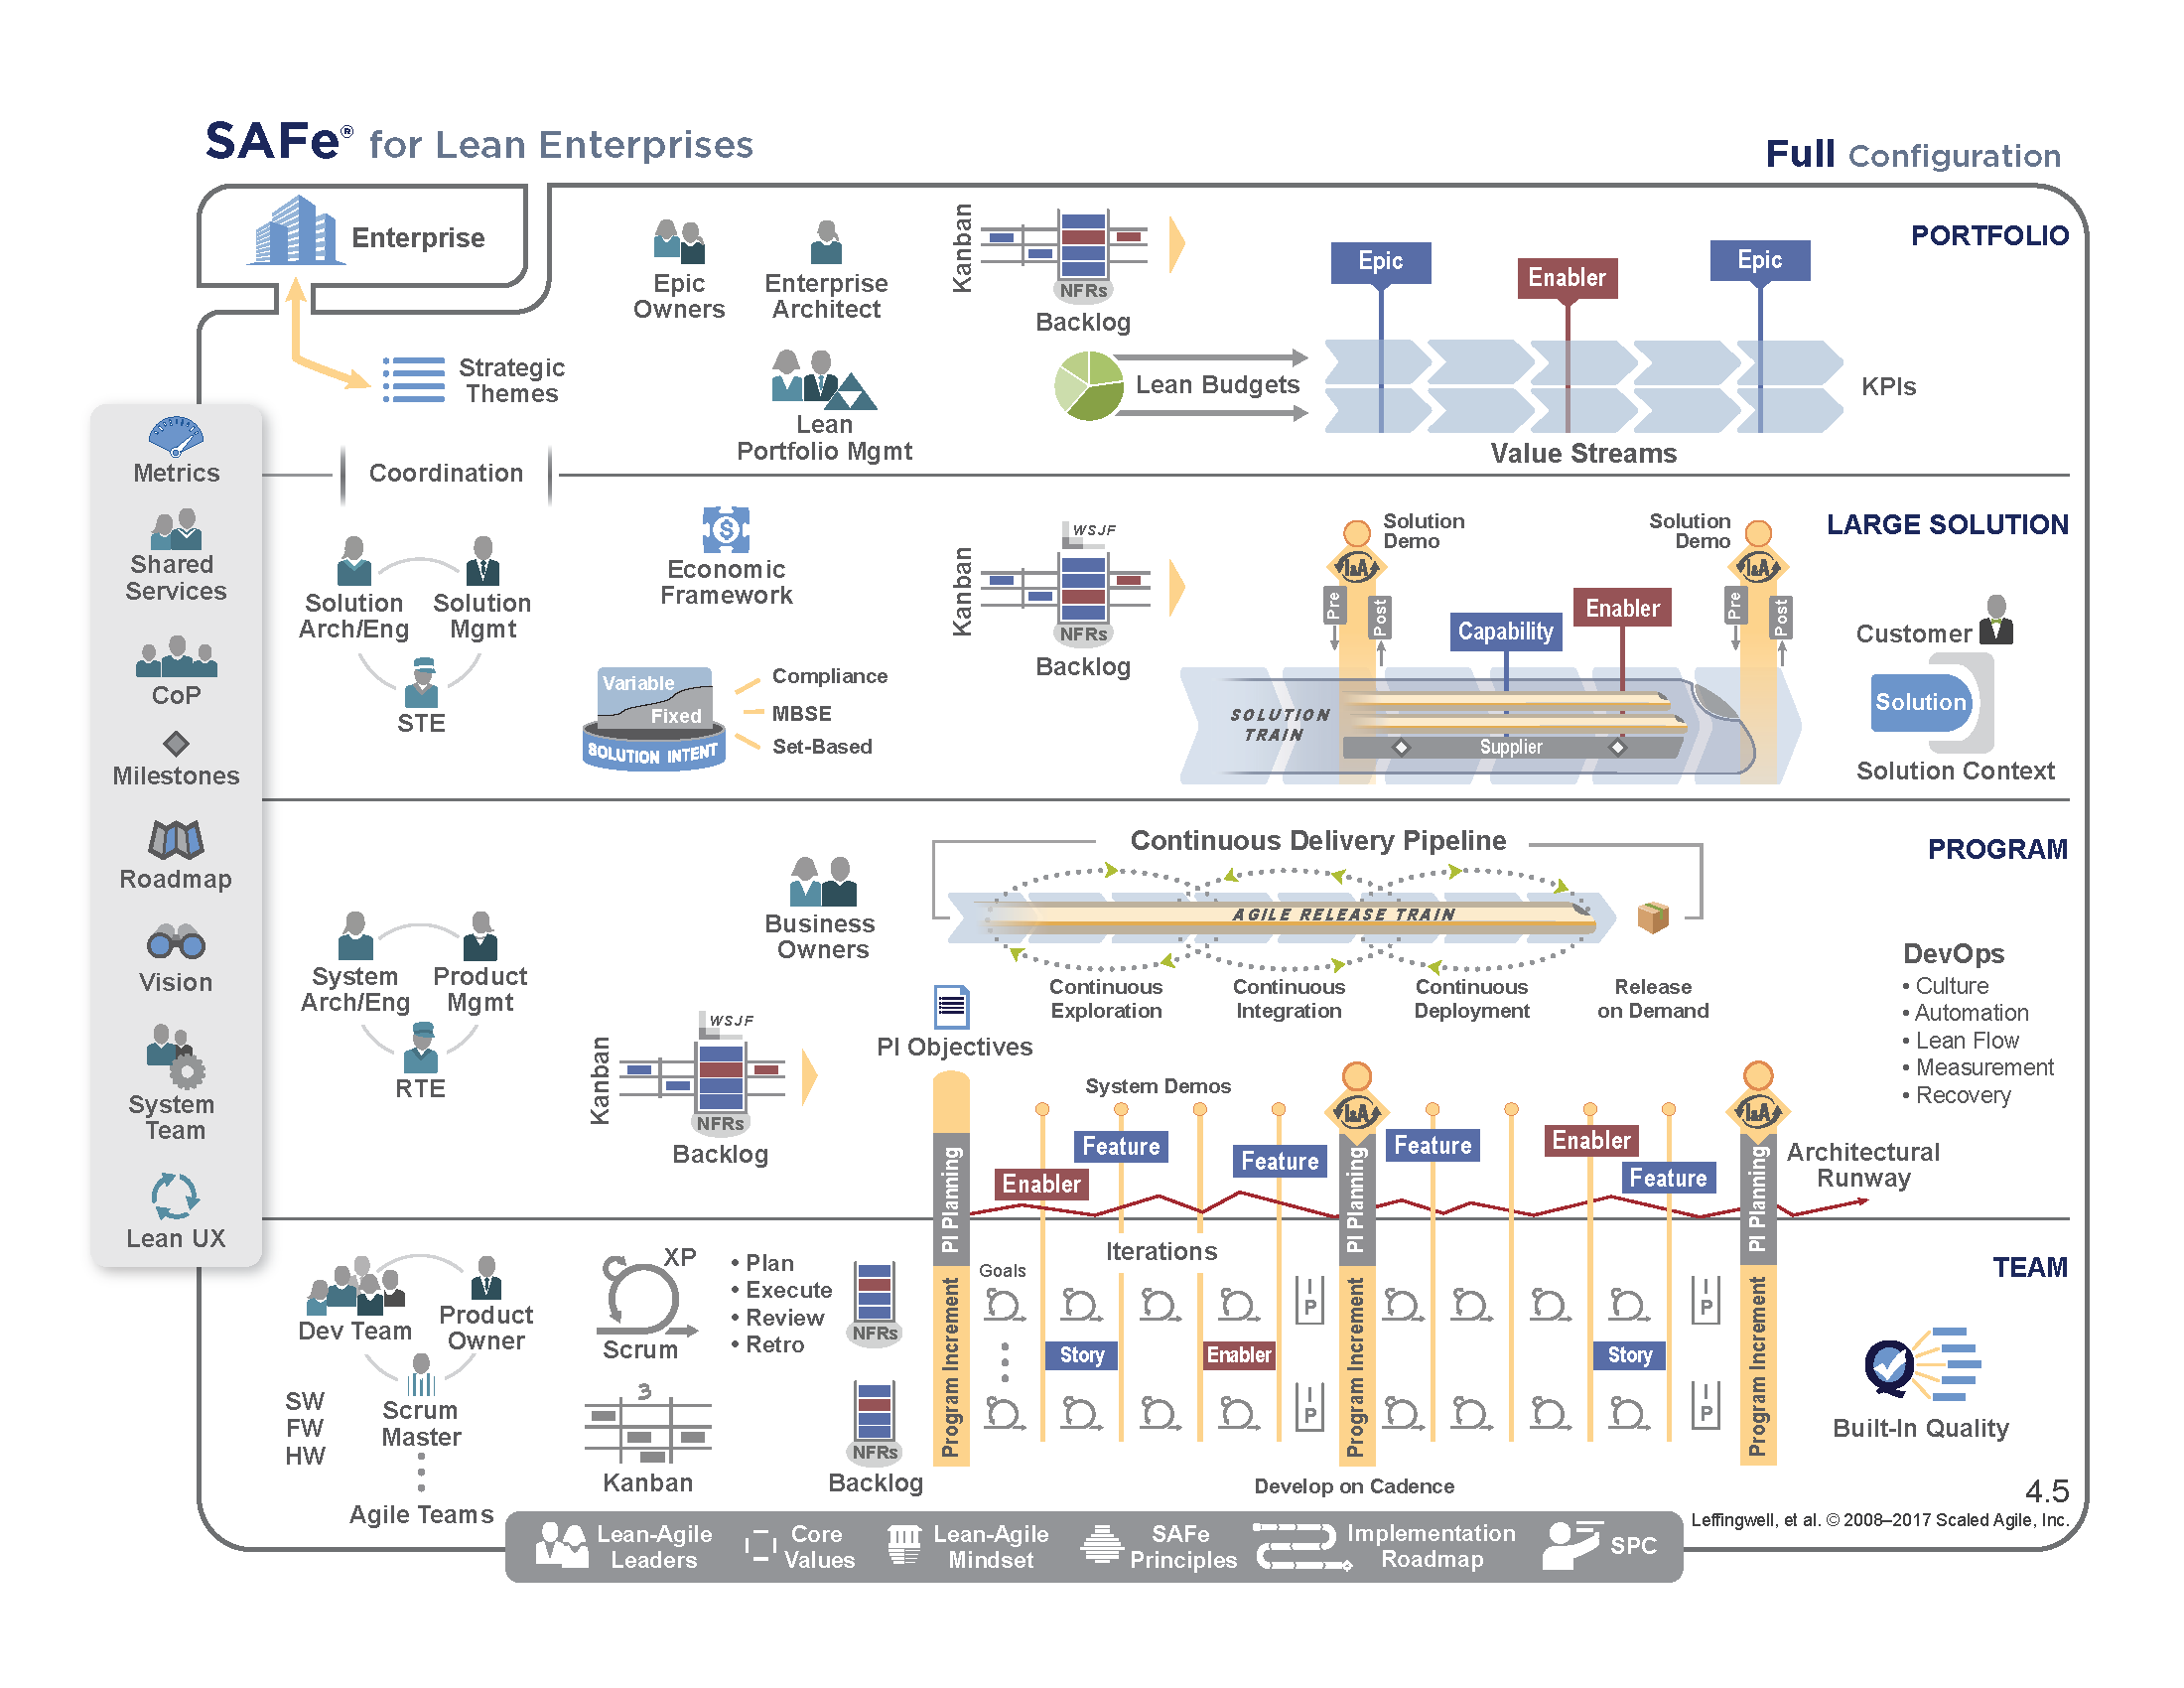 SAFe® for Lean Enterprises
Full Configuration
Enterprise
Strategic
Themes
Epic
Owners
Enterprise
Architect
Lean
Portfolio Mgmt
Kanban
NFRs
Backlog
Lean Budgets
Epic
Enabler
Epic
KPIs
Value Streams
PORTFOLIO
Metrics
Shared
Services
CoP
Milestones
Roadmap
Vision
System
Team
Lean UX
Coordination
Solution
Arch/Eng
Solution
Mgmt
STE
Economic
Framework
Variable
Fixed
SOLUTION INTENT
Compliance
MBSE
Set-Based
Kanban
WSJF
NFRs
Backlog
Solution
Demo
I&A
Pre
Post
Capability
Enabler
Solution
Demo
I&A
Pre
Post
SOLUTION
TRAIN
Supplier
LARGE SOLUTION
Customer
Solution
Solution Context
PROGRAM
Continuous Delivery Pipeline
AGILE RELEASE TRAIN
Continuous
Exploration
Continuous
Integration
Continuous
Deployment
Release
on Demand
Business
Owners
System
Arch/Eng
Product
Mgmt
RTE
PI Objectives
Kanban
WSJF
NFRs
Backlog
DevOps
• Culture
• Automation
• Lean Flow
• Measurement
• Recovery
System Demos
I&A
I&A
Enabler
Feature
Feature
Feature
Enabler
Feature
PI Planning
PI Planning
PI Planning
Architectural
Runway
TEAM
Dev Team
Product
Owner
Scrum
Master
SW
FW
HW
Agile Teams
XP
Scrum
• Plan
• Execute
• Review
• Retro
NFRs
3
Kanban
NFRs
Backlog
Program Increment
Goals
Iterations
Story
Enabler
I
P
I
P
Program Increment
Story
I
P
I
P
Program Increment
Develop on Cadence
Built-In Quality
4.5
Leffingwell, et al. © 2008–2017 Scaled Agile, Inc.
Lean-Agile
Leaders
Core
Values
Lean-Agile
Mindset
SAFe
Principles
Implementation
Roadmap
SPC